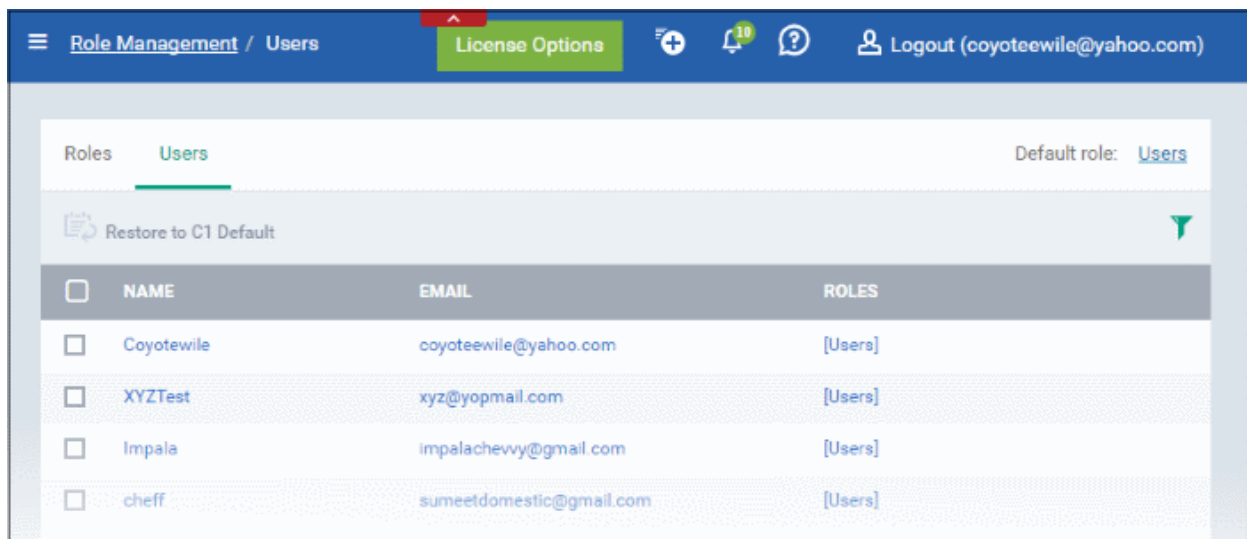 Role Management / Users License Options 10 Logout (coyoteewile@yahoo.com)
Roles Users Default role: Users
Restore to C1 Default
NAME EMAIL ROLES
Coyotewile coyoteewile@yahoo.com [Users]
XYZTest xyz@yopmail.com [Users]
Impala impalachevvy@gmail.com [Users]
cheff sumeetdomestic@gmail.com [Users]